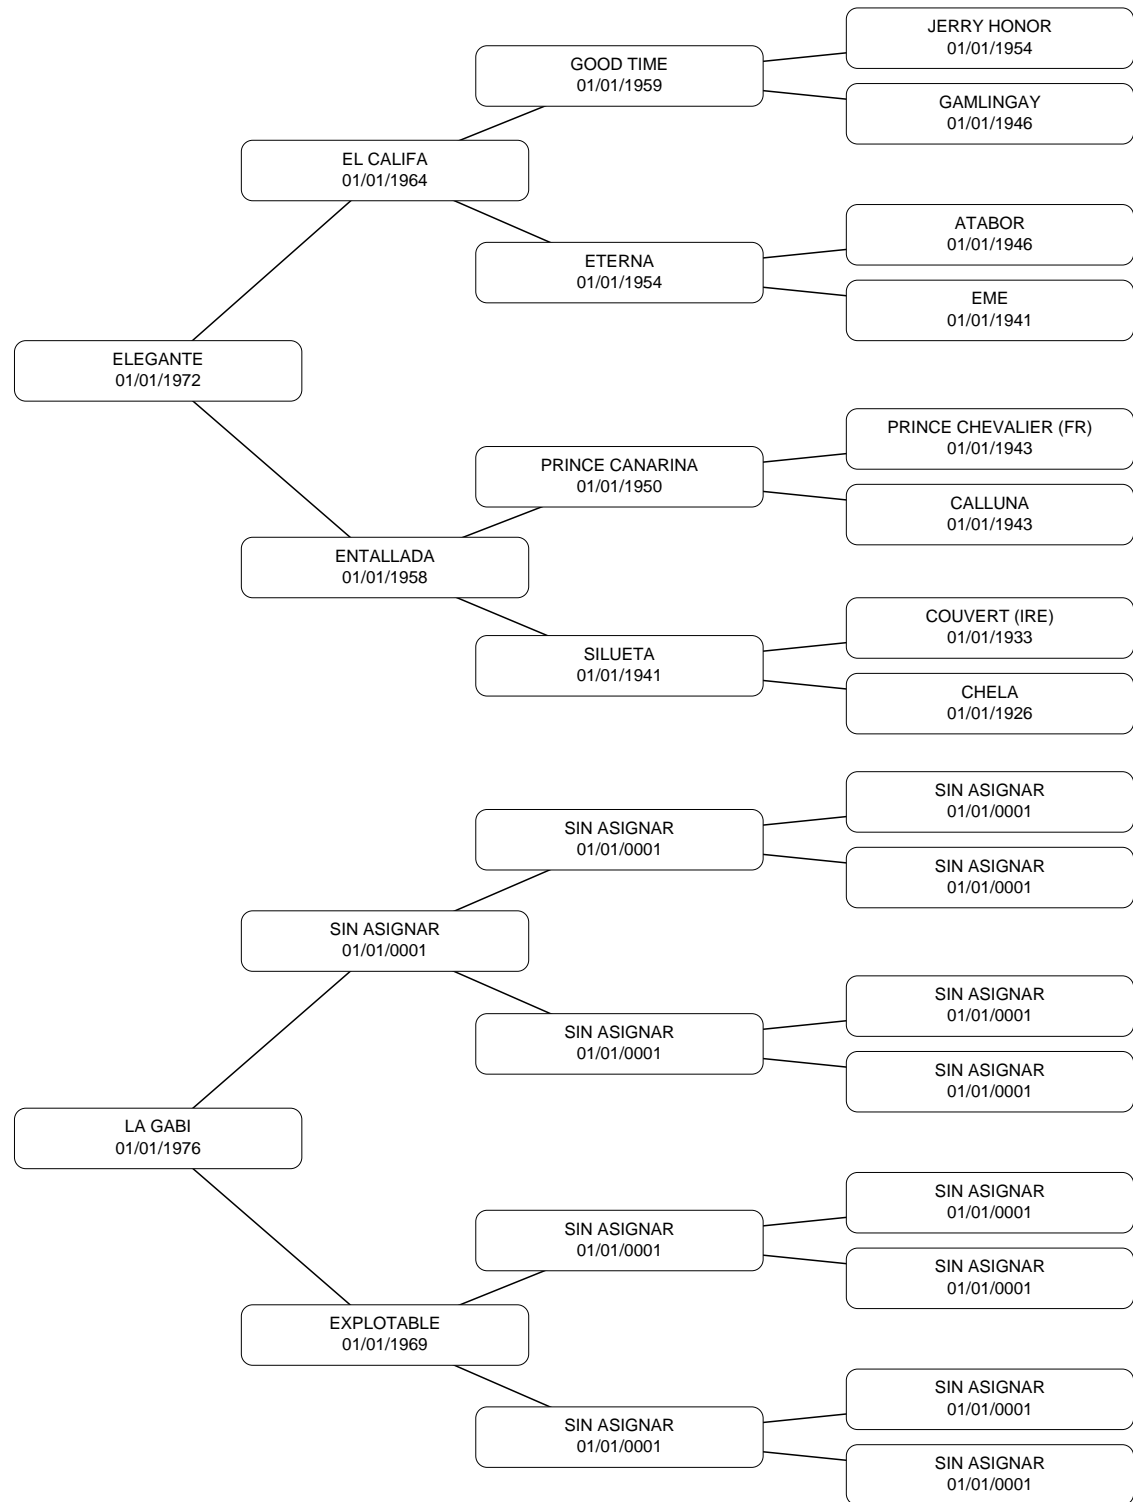 JERRY HONOR
01/01/1954
GOOD TIME
01/01/1959
GAMLINGAY
01/01/1946
EL CALIFA
01/01/1964
ATABOR
01/01/1946
ETERNA
01/01/1954
EME
01/01/1941
ELEGANTE
01/01/1972
PRINCE CHEVALIER (FR)
01/01/1943
PRINCE CANARINA
01/01/1950
CALLUNA
01/01/1943
ENTALLADA
01/01/1958
COUVERT (IRE)
01/01/1933
SILUETA
01/01/1941
CHELA
01/01/1926
SIN ASIGNAR
01/01/0001
SIN ASIGNAR
01/01/0001
SIN ASIGNAR
01/01/0001
SIN ASIGNAR
01/01/0001
SIN ASIGNAR
01/01/0001
SIN ASIGNAR
01/01/0001
SIN ASIGNAR
01/01/0001
LA GABI
01/01/1976
SIN ASIGNAR
01/01/0001
SIN ASIGNAR
01/01/0001
SIN ASIGNAR
01/01/0001
EXPLOTABLE
01/01/1969
SIN ASIGNAR
01/01/0001
SIN ASIGNAR
01/01/0001
SIN ASIGNAR
01/01/0001